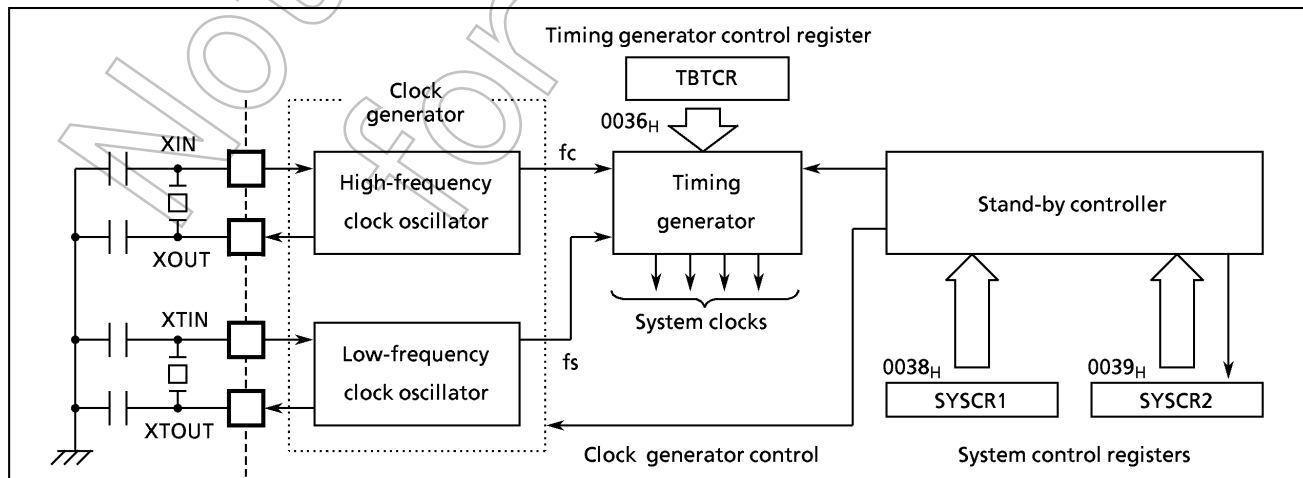 Not
for
Timing generator control register
TBTCR
0036H
Clock
generator
XIN
High-frequency
clock oscillator
fc
Timing
generator
Stand-by controller
XOUT
System clocks
XTIN
Low-frequency
clock oscillator
fs
0038H
SYSCR1
0039H
SYSCR2
XTOUT
Clock generator control
System control registers